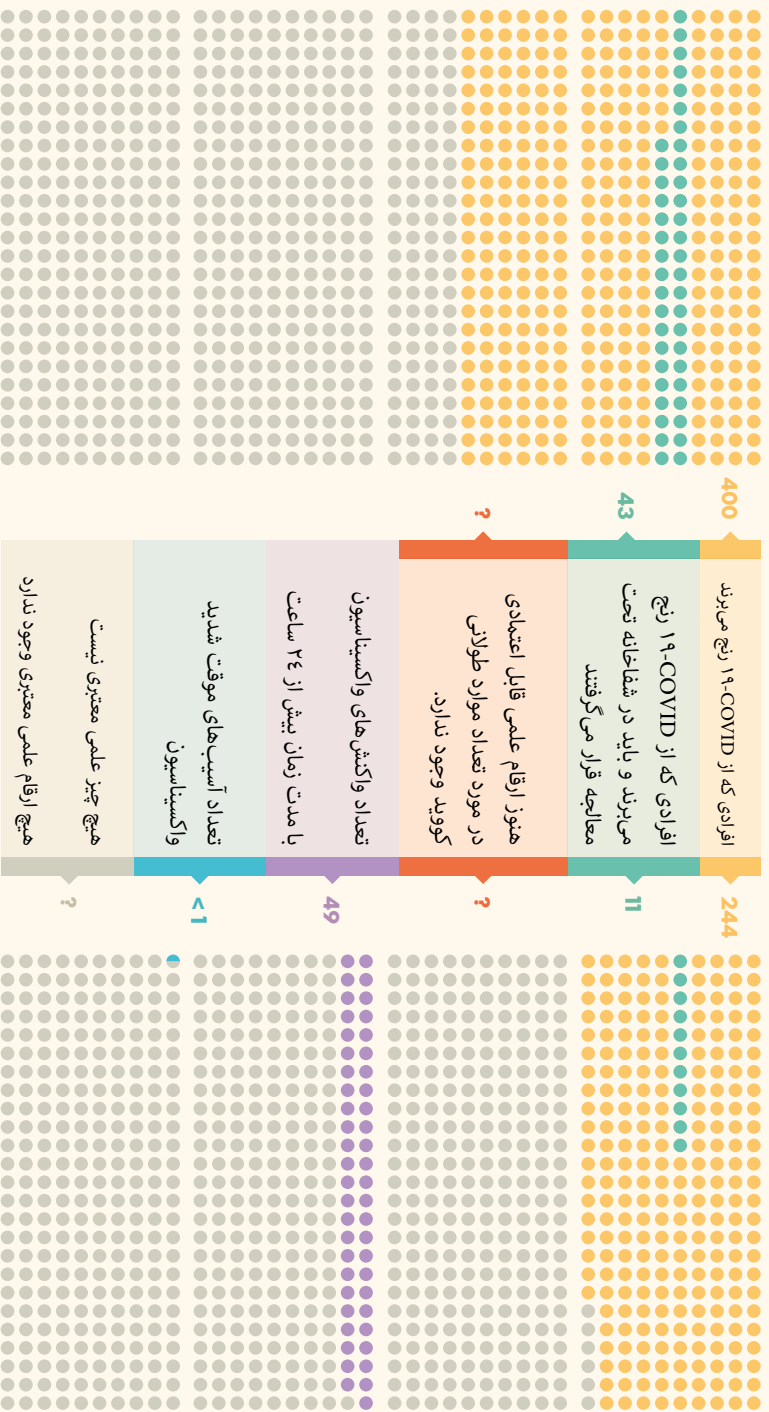 400
افرادی که از COVID-۱۹ رنج می‌برند
244
43
افرادی که از COVID-۱۹ رنج
می‌برند و باید در شفاخانه تحت
معالجه قرار می‌گرفتند
11
?
هنوز ارقام علمی قابل اعتمادی
در مورد تعداد موارد طولانی
کووید وجود ندارد.
?
تعداد واکنش‌های واکسیناسیون
با مدت زمان بیش از ۲٤ ساعت
49
تعداد آسیب‌های موقت شدید
واکسیناسیون
<1
هیچ چیز علمی معتبری نیست
هیچ ارقام علمی معتبری وجود ندارد
?